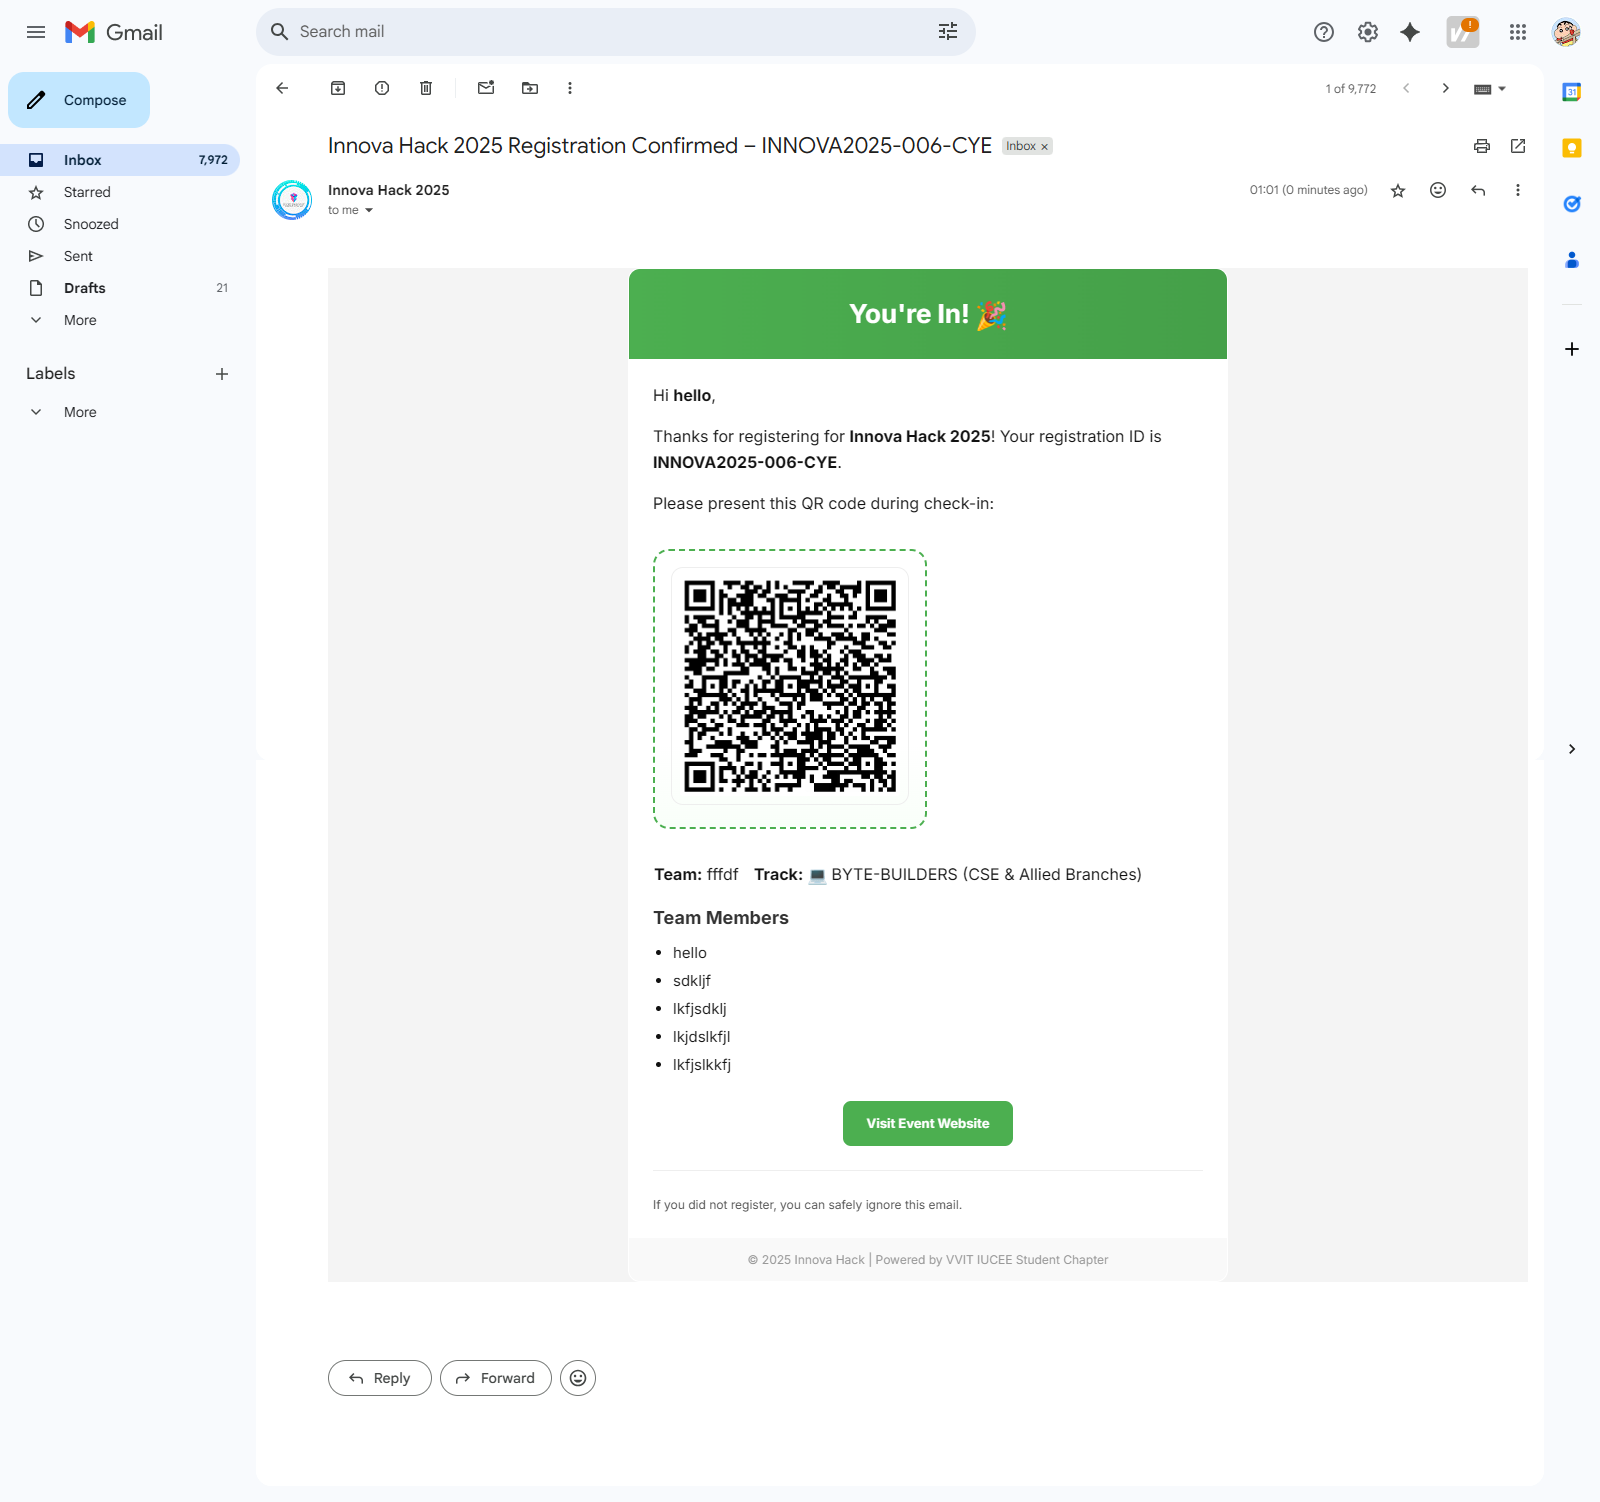 Gmail
Search mail
Compose
Inbox 7,972
Starred
Snoozed
Sent
Drafts 21
More
Labels
More
1 of 9,772
Innova Hack 2025 Registration Confirmed – INNOVA2025-006-CYE Inbox ×
Innova Hack 2025 01:01 (0 minutes ago)
to me
31
You're In! 🎉
Hi hello,
Thanks for registering for Innova Hack 2025! Your registration ID is
INNOVA2025-006-CYE.
Please present this QR code during check-in:
Team: fffdf Track: 💻 BYTE-BUILDERS (CSE & Allied Branches)
Team Members
• hello
• sdkljf
• lkfjsdklj
• lkjdslkfjl
• lkfjslkkfj
Visit Event Website
If you did not register, you can safely ignore this email.
© 2025 Innova Hack | Powered by VVIT IUCEE Student Chapter
Reply Forward